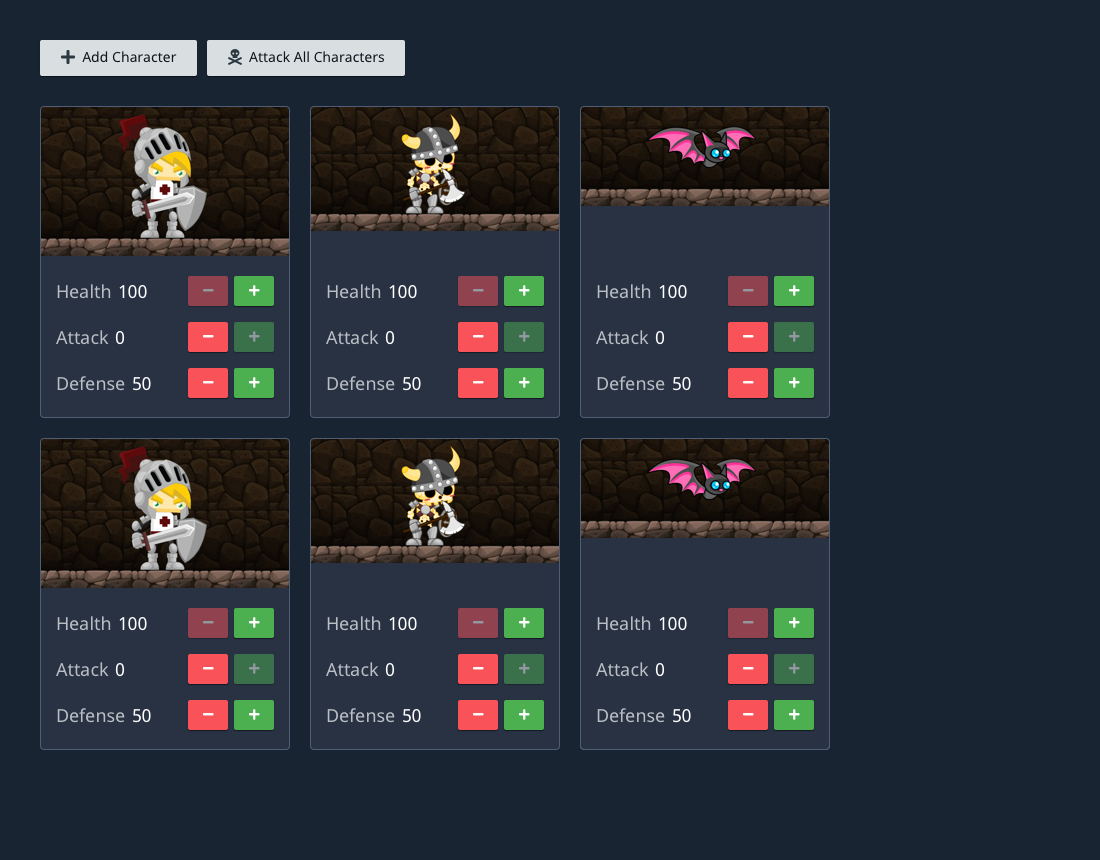 Add Character Attack All Characters
Health 100 − + Health 100 − + Health 100 − +
Attack 0 − + Attack 0 − + Attack 0 − +
Defense 50 − + Defense 50 − + Defense 50 − +
Health 100 − + Health 100 − + Health 100 − +
Attack 0 − + Attack 0 − + Attack 0 − +
Defense 50 − + Defense 50 − + Defense 50 − +